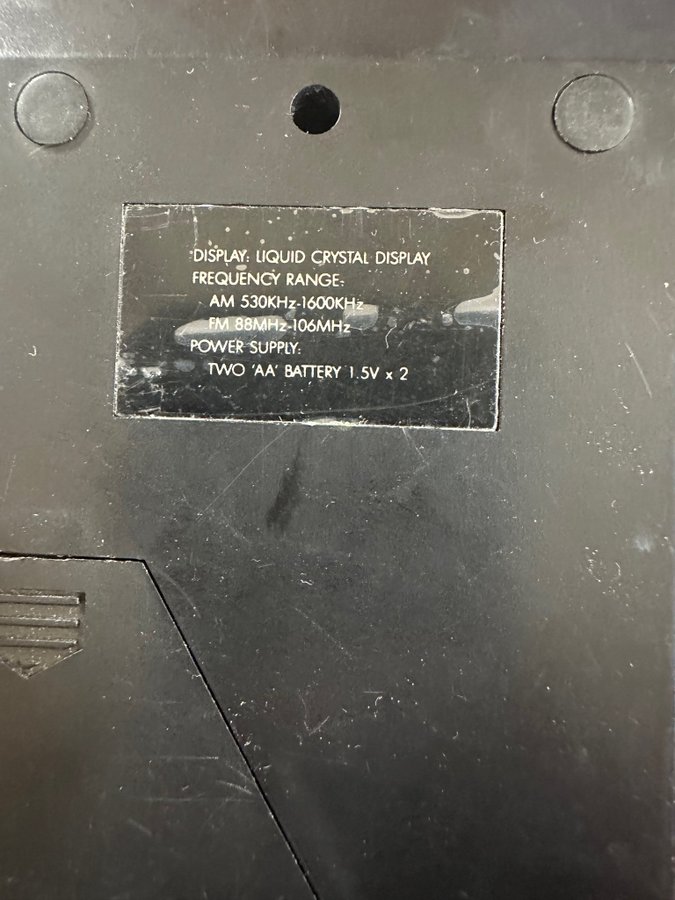 DISPLAY: LIQUID CRYSTAL DISPLAY
FREQUENCY RANGE:
AM 530KHz-1600KHz
FM 88MHz-106MHz
POWER SUPPLY:
TWO 'AA' BATTERY 1.5V x 2